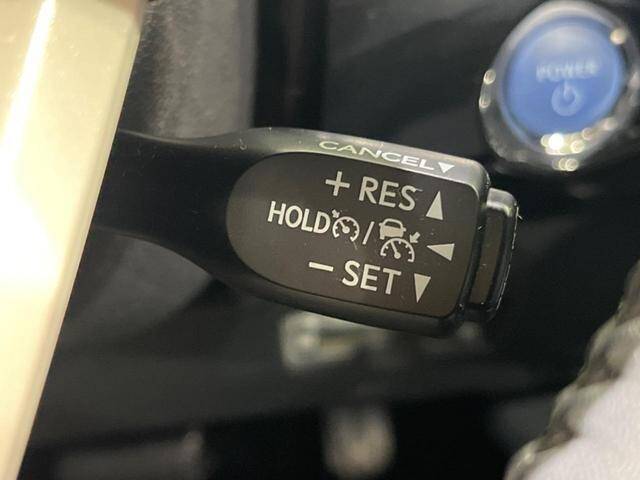 POWER
CANCEL▼
+ RES ▲
HOLD / ◀
− SET ▼